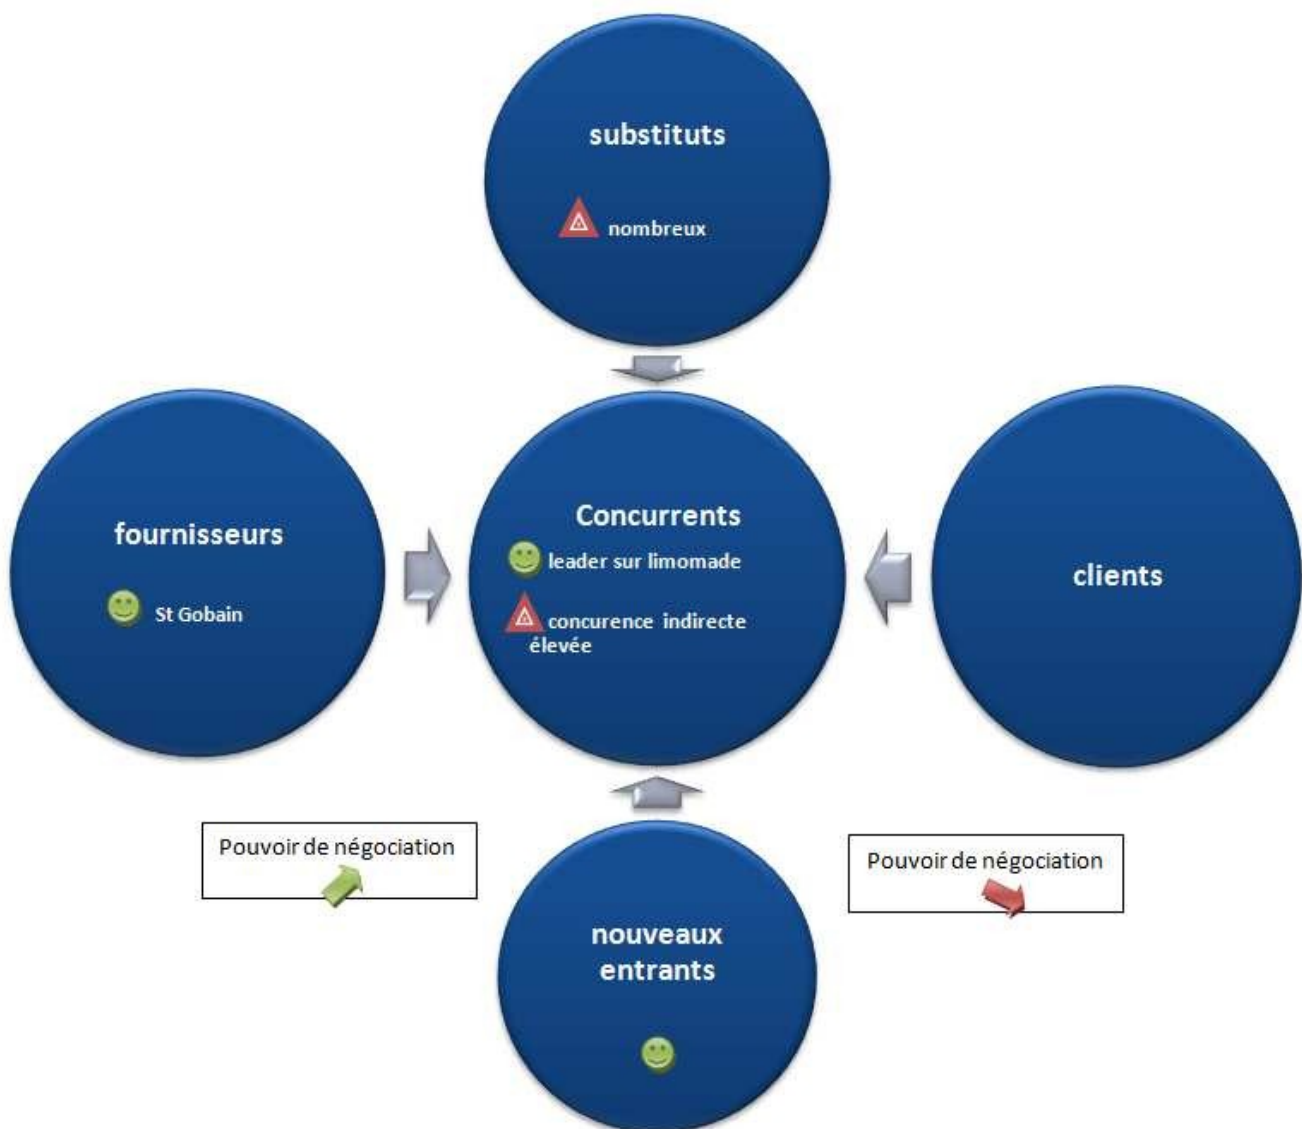 substituts
nombreux
fournisseurs
St Gobain
Concurrents
leader sur limomade
concurence indirecte
élevée
clients
Pouvoir de négociation
Pouvoir de négociation
nouveaux
entrants